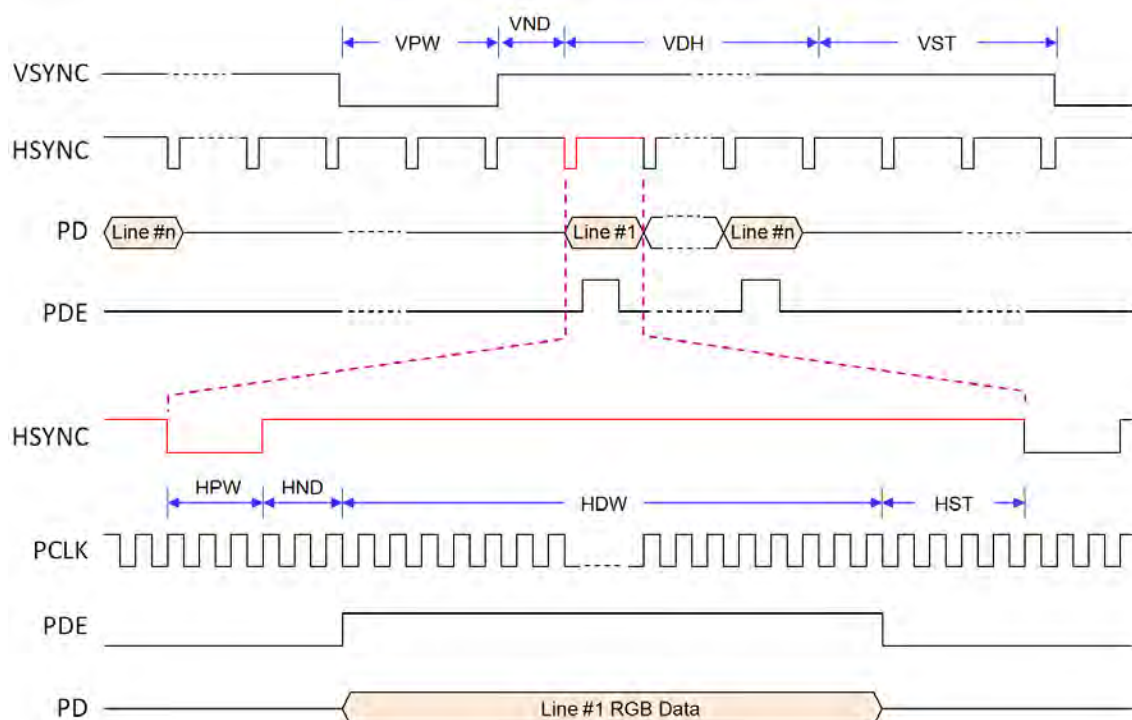 VPW VND VDH VST
VSYNC
HSYNC
PD Line #n Line #1 Line #n
PDE
HSYNC
HPW HND HDW HST
PCLK
PDE
PD Line #1 RGB Data